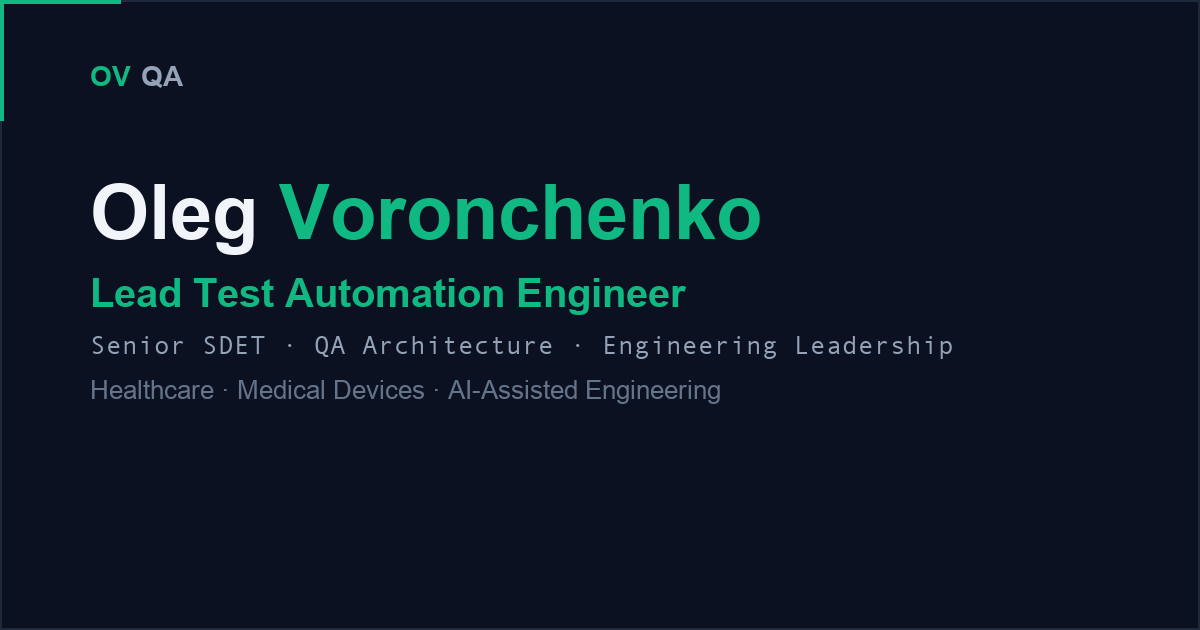 OV QA
Oleg Voronchenko
Lead Test Automation Engineer
Senior SDET · QA Architecture · Engineering Leadership
Healthcare · Medical Devices · AI-Assisted Engineering